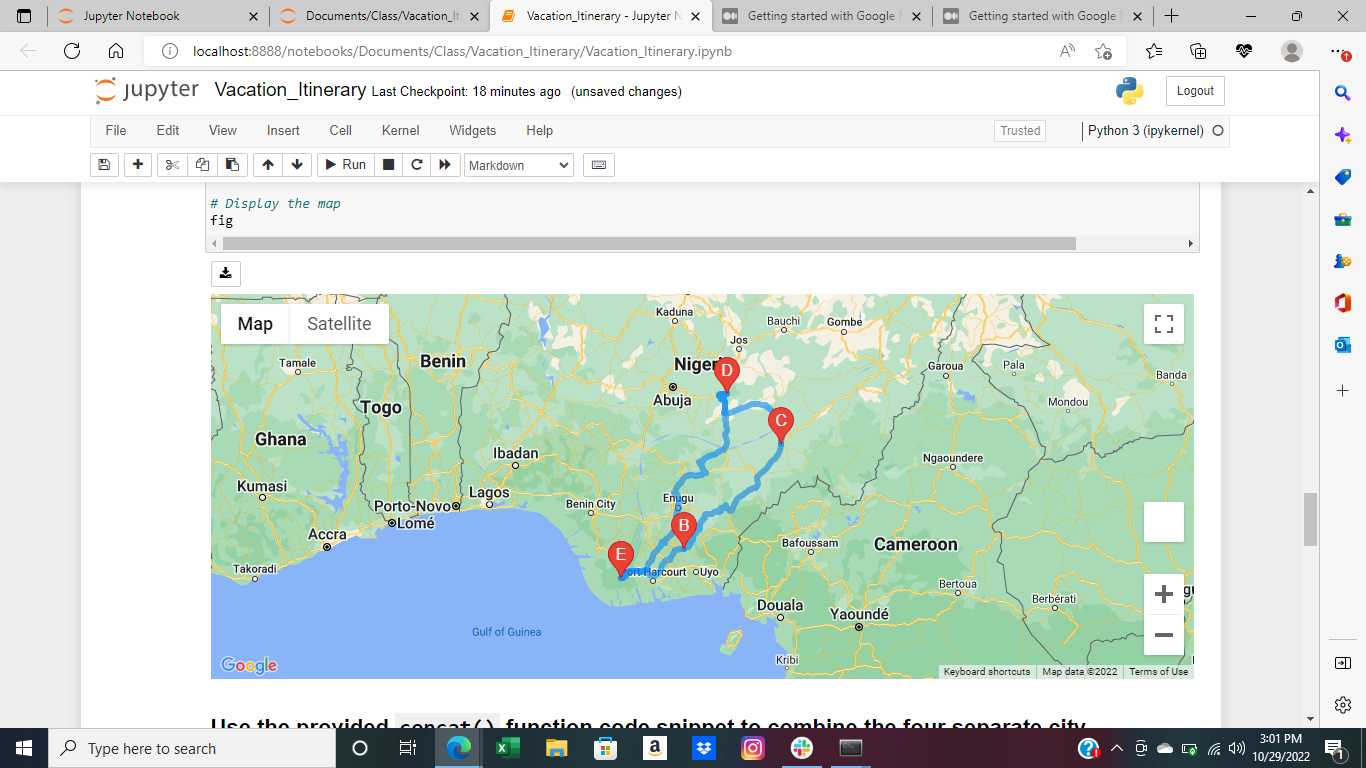 Jupyter Notebook
Documents/Class/Vacation_It
Vacation_Itinerary - Jupyter N
Getting started with Google M
Getting started with Google M
localhost:8888/notebooks/Documents/Class/Vacation_Itinerary/Vacation_Itinerary.ipynb
jupyter Vacation_Itinerary Last Checkpoint: 18 minutes ago (unsaved changes)
Logout
File Edit View Insert Cell Kernel Widgets Help
Trusted
Python 3 (ipykernel)
Run
Markdown
# Display the map
fig
Map Satellite
Kaduna
Bauchi
Gombe
Jos
Tamale
Benin
Nigeri
D
Garoua
Pala
Banda
Abuja
Togo
Mondou
C
Ghana
Ibadan
Ngaoundere
Kumasi
Lagos
Enugu
Porto-Novo
Benin City
Lomé
B
Accra
Bafoussam
Cameroon
E
Takoradi
ort Harcourt
Uyo
Bertoua
Berbérati
Douala
Yaoundé
Gulf of Guinea
Kribi
Google
Keyboard shortcuts
Map data ©2022
Terms of Use
Use the provided concat() function code snippet to combine the four separate city
Type here to search
3:01 PM
10/29/2022
1